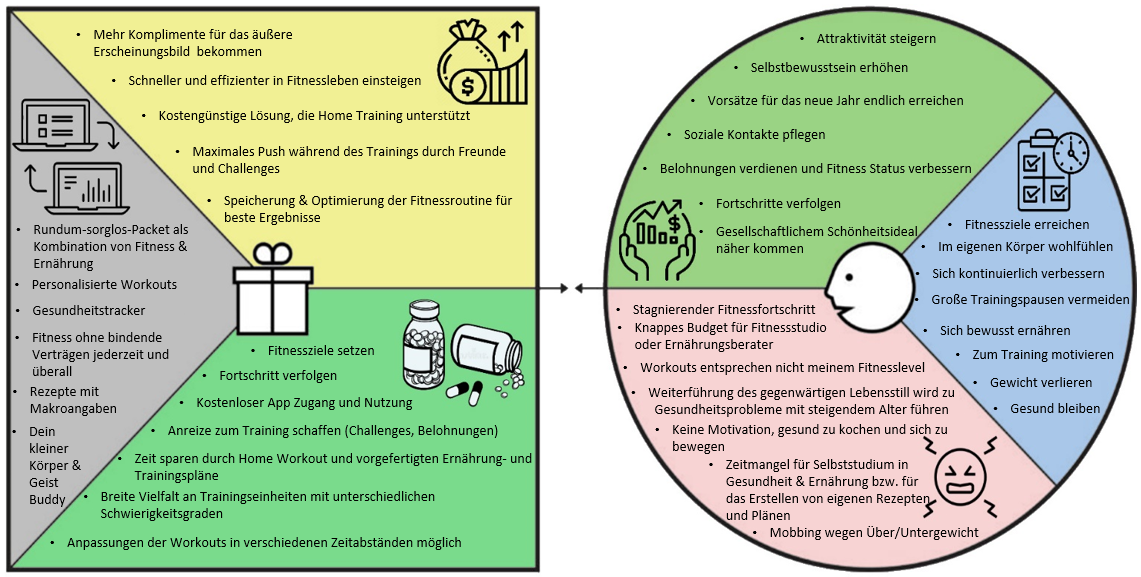 Mehr Komplimente für das äußere
Erscheinungsbild bekommen
Schneller und effizienter in Fitnessleben einsteigen
Kostengünstige Lösung, die Home Training unterstützt
Maximales Push während des Trainings durch Freunde
und Challenges
Speicherung & Optimierung der Fitnessroutine für
beste Ergebnisse
Rundum-sorglos-Packet als
Kombination von Fitness &
Ernährung
Personalisierte Workouts
Gesundheitstracker
Fitness ohne bindende
Verträgen jederzeit und
überall
Rezepte mit
Makroangaben
Dein
kleiner
Körper &
Geist
Buddy
Fitnessziele setzen
Fortschritt verfolgen
Kostenloser App Zugang und Nutzung
Anreize zum Training schaffen (Challenges, Belohnungen)
Zeit sparen durch Home Workout und vorgefertigten Ernährung- und
Trainingspläne
Breite Vielfalt an Trainingseinheiten mit unterschiedlichen
Schwierigkeitsgraden
Anpassungen der Workouts in verschiedenen Zeitabständen möglich
Attraktivität steigern
Selbstbewusstsein erhöhen
Vorsätze für das neue Jahr endlich erreichen
Soziale Kontakte pflegen
Belohnungen verdienen und Fitness Status verbessern
Fortschritte verfolgen
Gesellschaftlichem Schönheitsideal
näher kommen
Fitnessziele erreichen
Im eigenen Körper wohlfühlen
Sich kontinuierlich verbessern
Große Trainingspausen vermeiden
Sich bewusst ernähren
Zum Training motivieren
Gewicht verlieren
Gesund bleiben
Stagnierender Fitnessfortschritt
Knappes Budget für Fitnessstudio
oder Ernährungsberater
Workouts entsprechen nicht meinem Fitnesslevel
Weiterführung des gegenwärtigen Lebensstill wird zu
Gesundheitsprobleme mit steigendem Alter führen
Keine Motivation, gesund zu kochen und sich zu
bewegen
Zeitmangel für Selbststudium in
Gesundheit & Ernährung bzw. für
das Erstellen von eigenen Rezepten
und Plänen
Mobbing wegen Über/Untergewicht